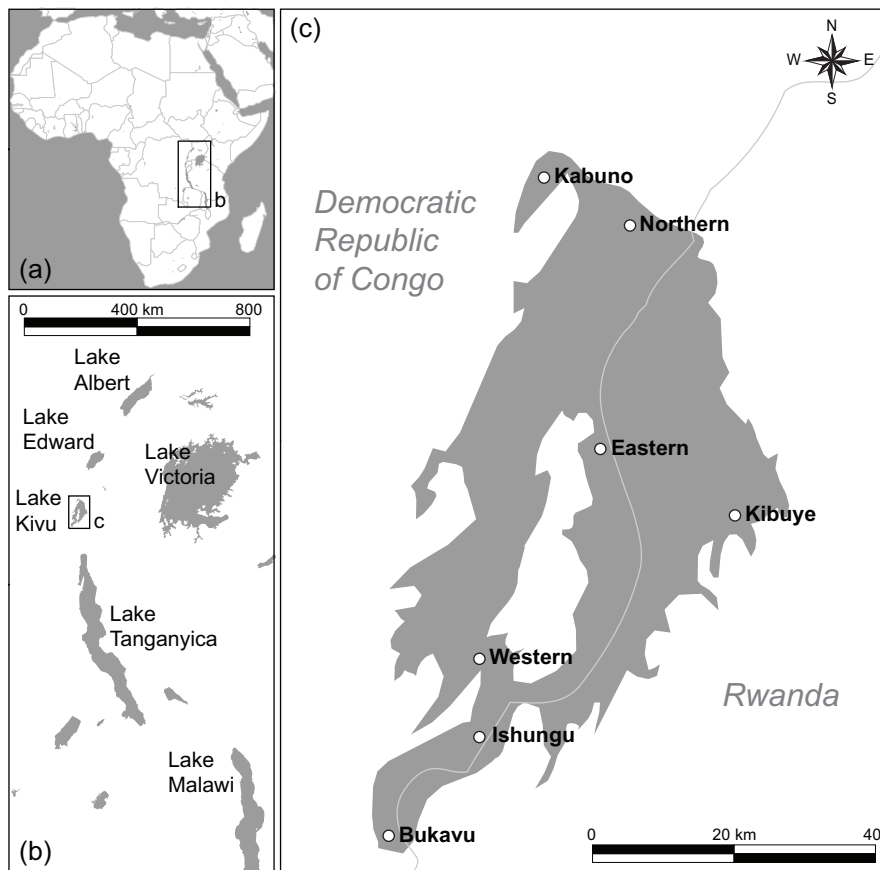 (a)
b
0 400 km 800
Lake
Albert
Lake
Edward
Lake
Victoria
Lake
Kivu
c
Lake
Tanganyica
Lake
Malawi
(b)
(c)
N
W E
S
Kabuno
Democratic
Republic
of Congo
Northern
Eastern
Kibuye
Western
Rwanda
Ishungu
Bukavu
0 20 km 40